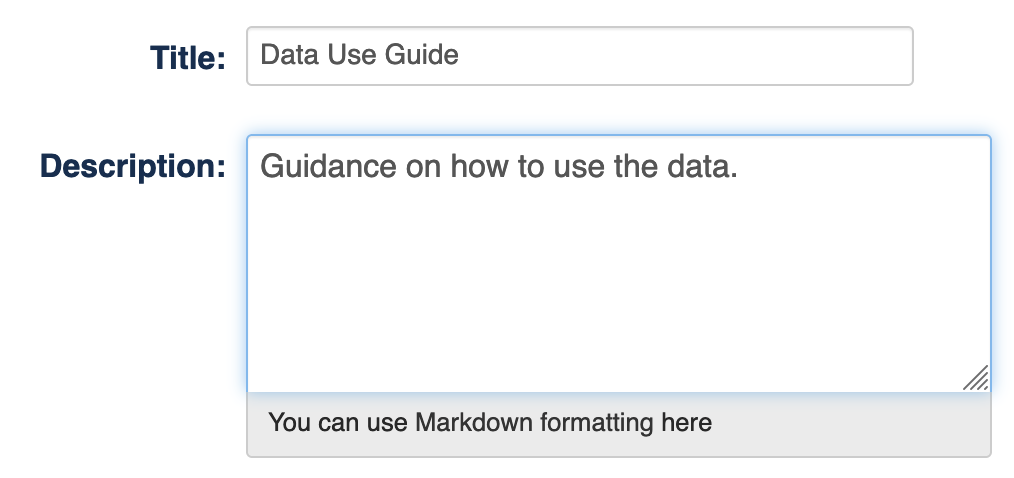 Title: Data Use Guide
Description: Guidance on how to use the data.
You can use Markdown formatting here